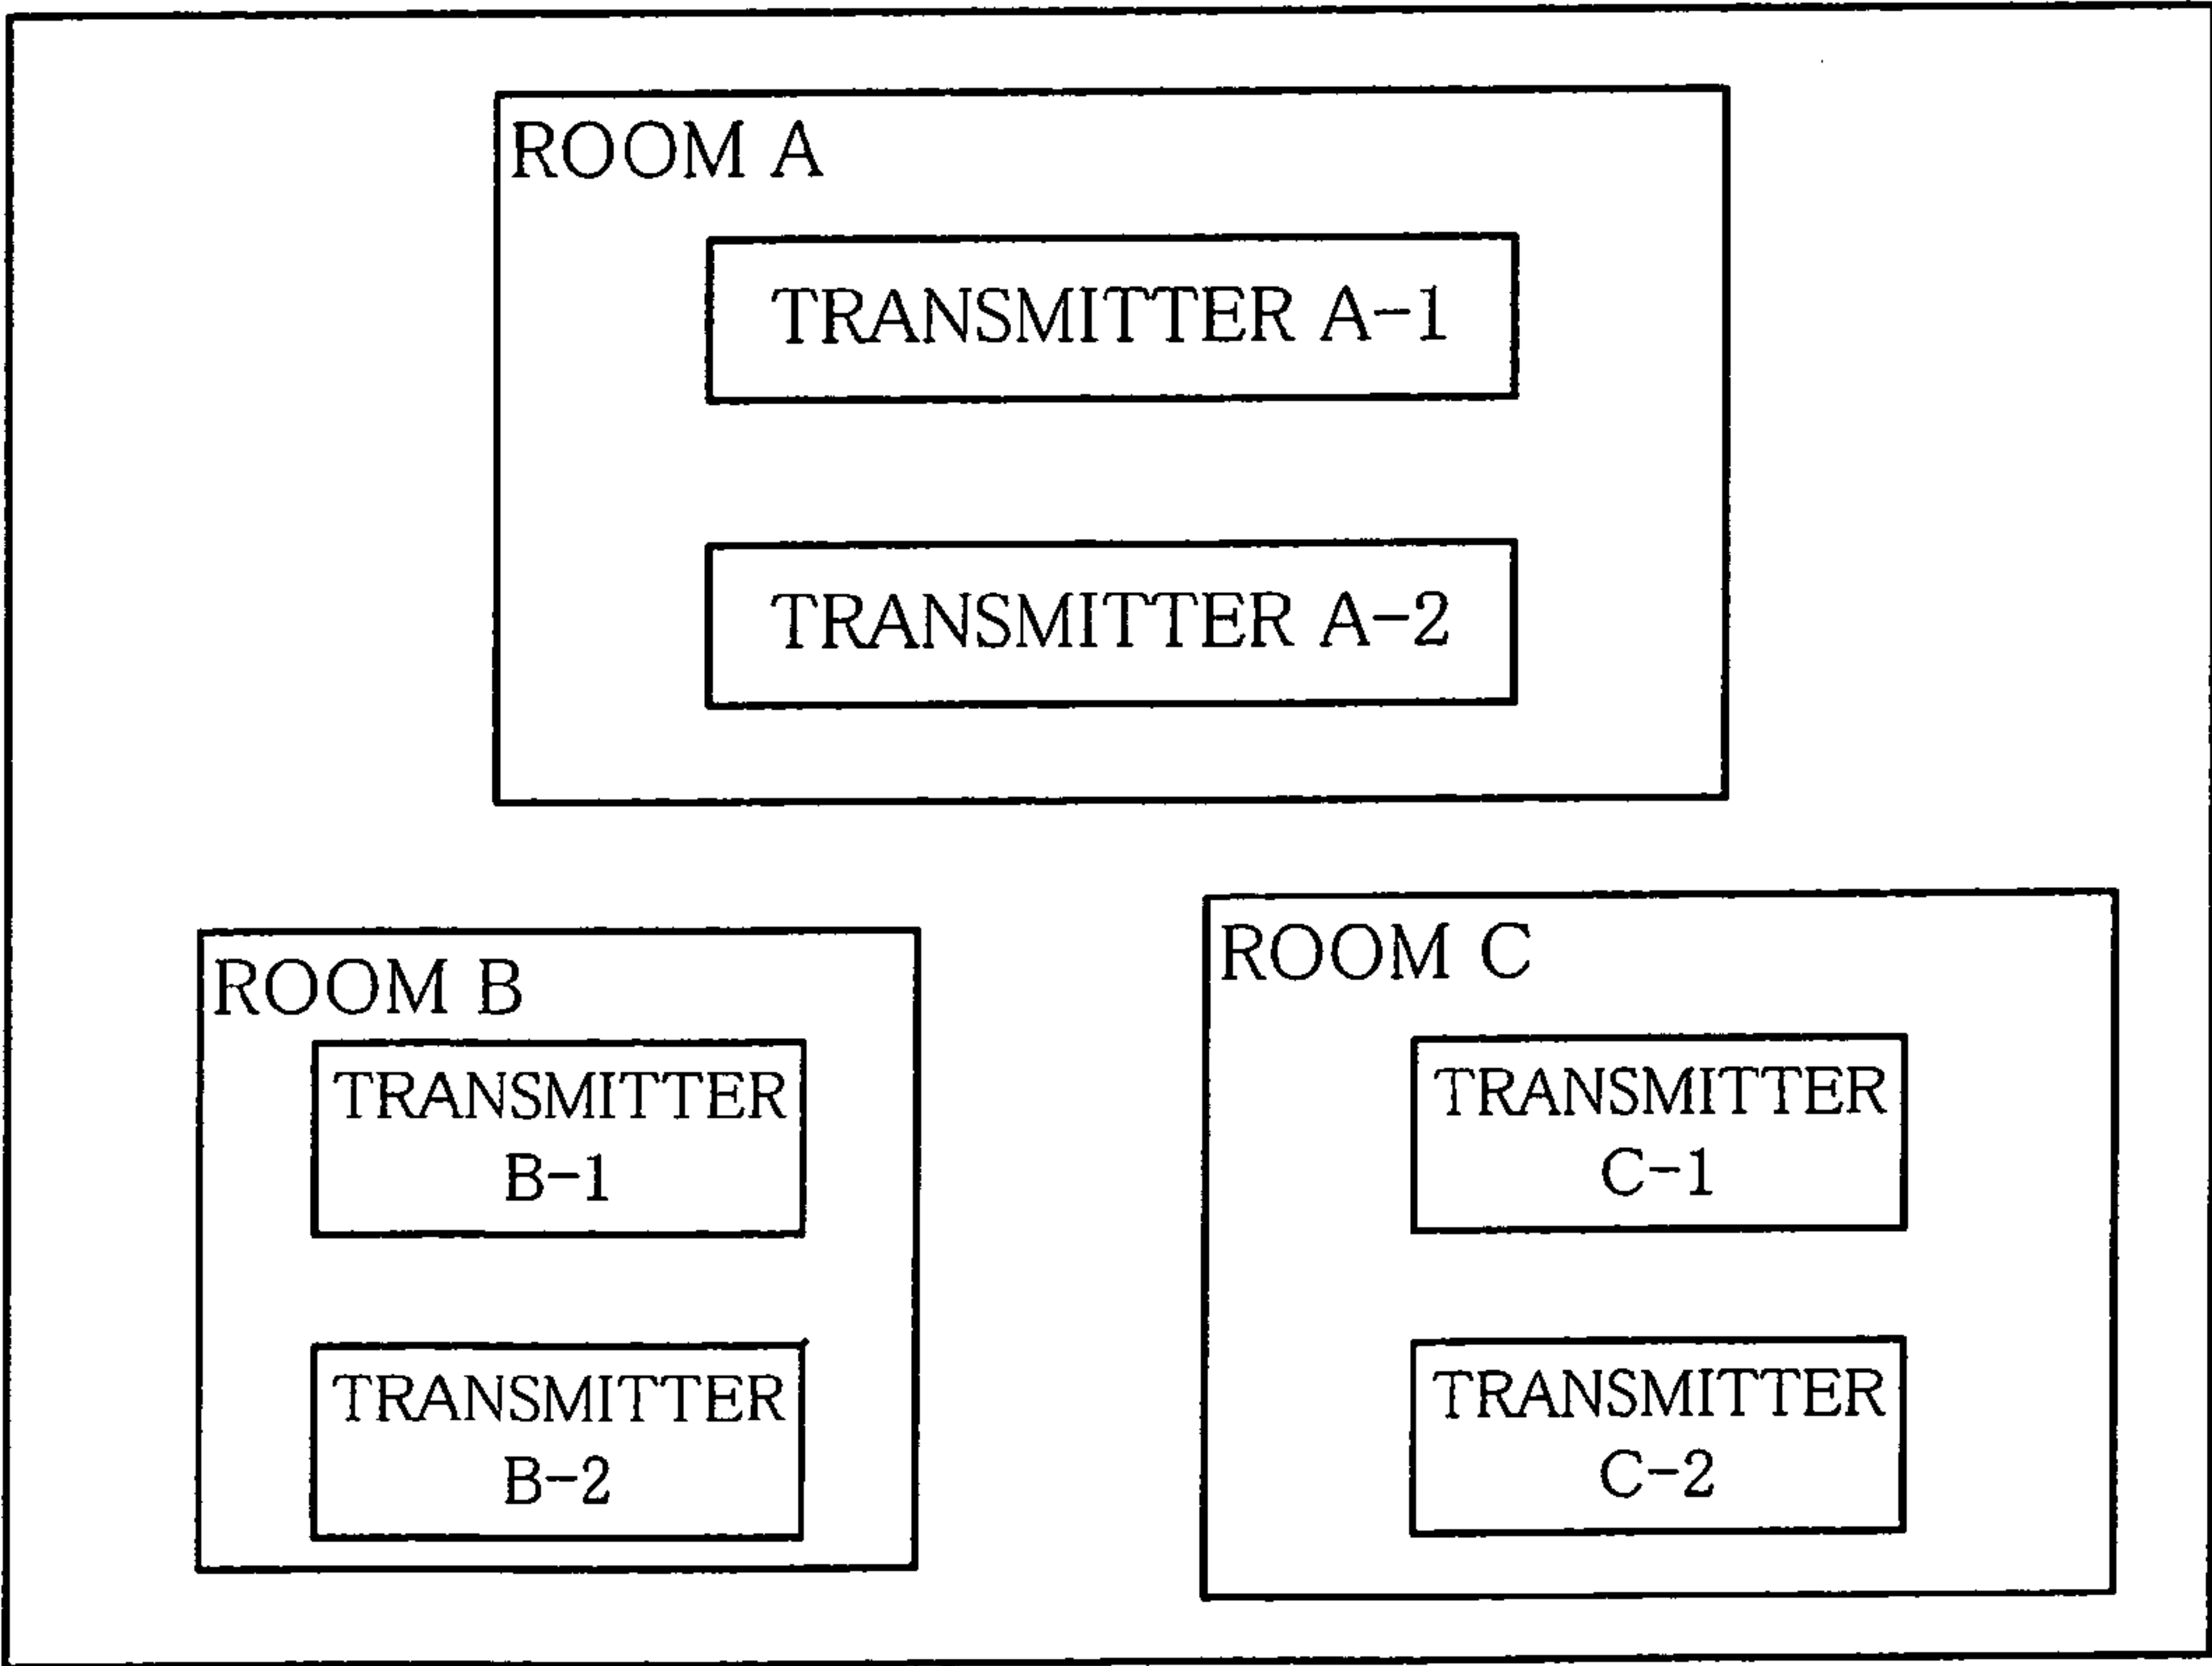 ROOM A
TRANSMITTER A-1
TRANSMITTER A-2
ROOM B
TRANSMITTER
B-1
TRANSMITTER
B-2
ROOM C
TRANSMITTER
C-1
TRANSMITTER
C-2